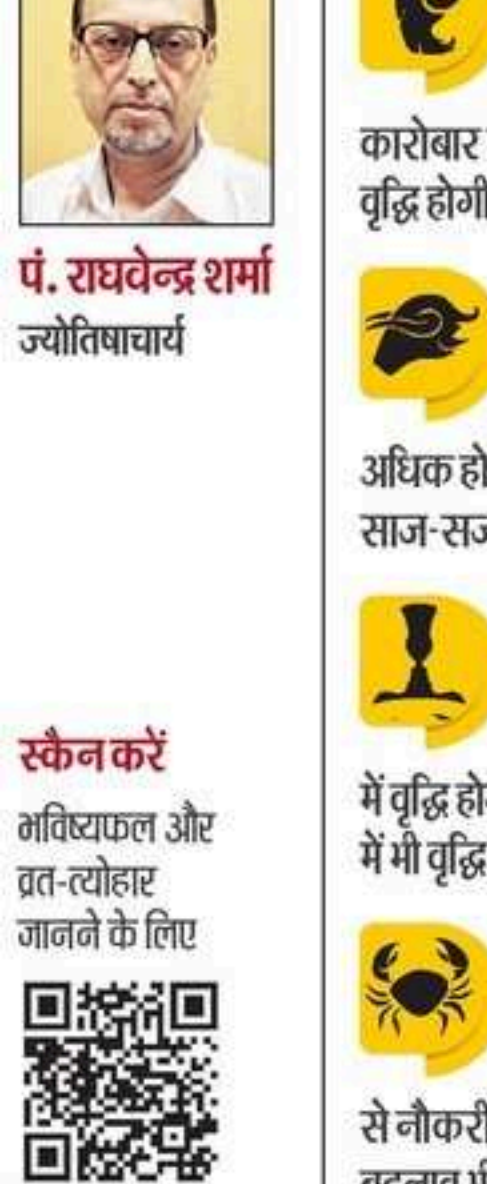 पं. राघवेन्द्र शर्मा
ज्योतिषाचार्य
स्कैन करें
भविष्यफल और
व्रत-त्योहार
जानने के लिए
कारोबार
वृद्धि होगी
अधिक हो
साज-सज
में वृद्धि हो
में भी वृद्धि
से नौकरी